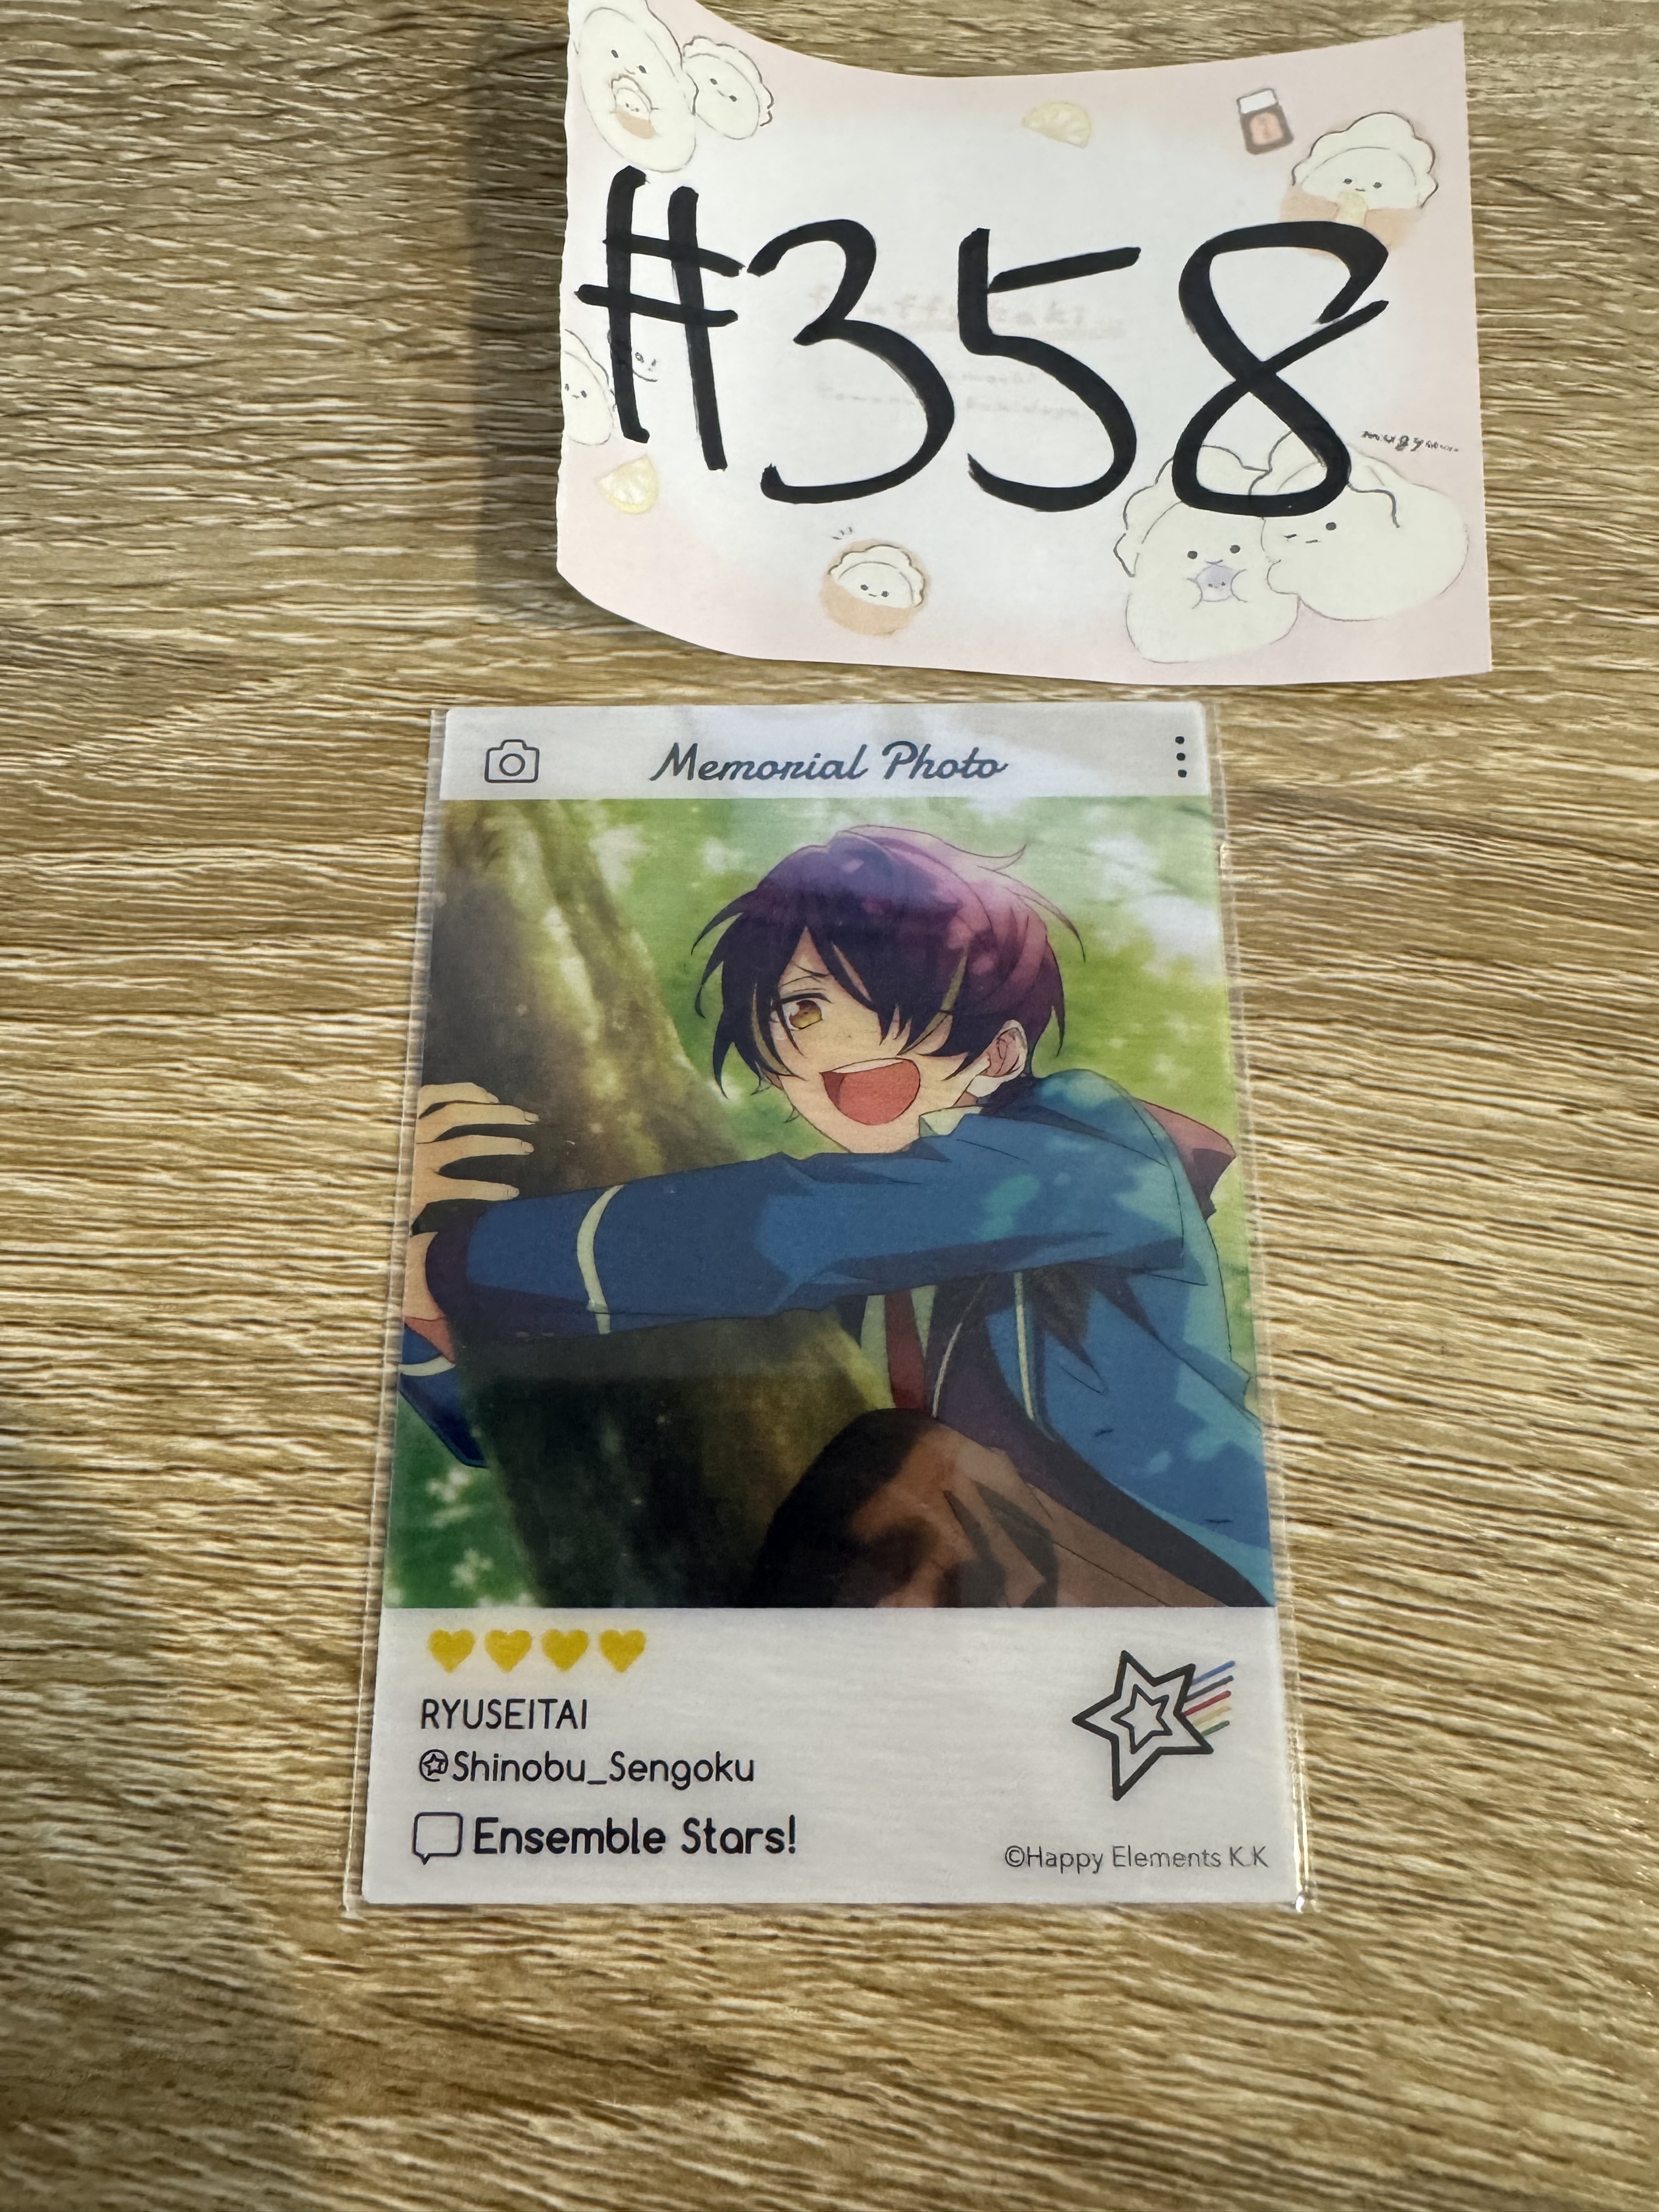 #358
Memorial Photo
RYUSEITAI
@Shinobu_Sengoku
Ensemble Stars!
©Happy Elements K.K